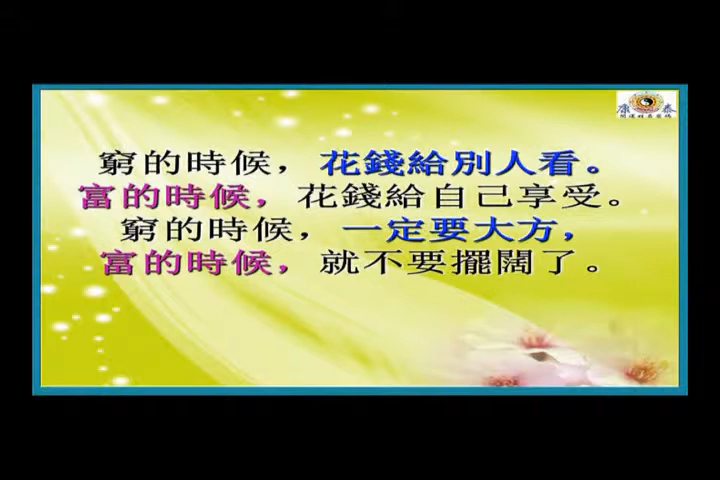 康 泰
窮的時候，花錢給別人看。
富的時候，花錢給自己享受。
窮的時候，一定要大方，
富的時候，就不要擺闊了。